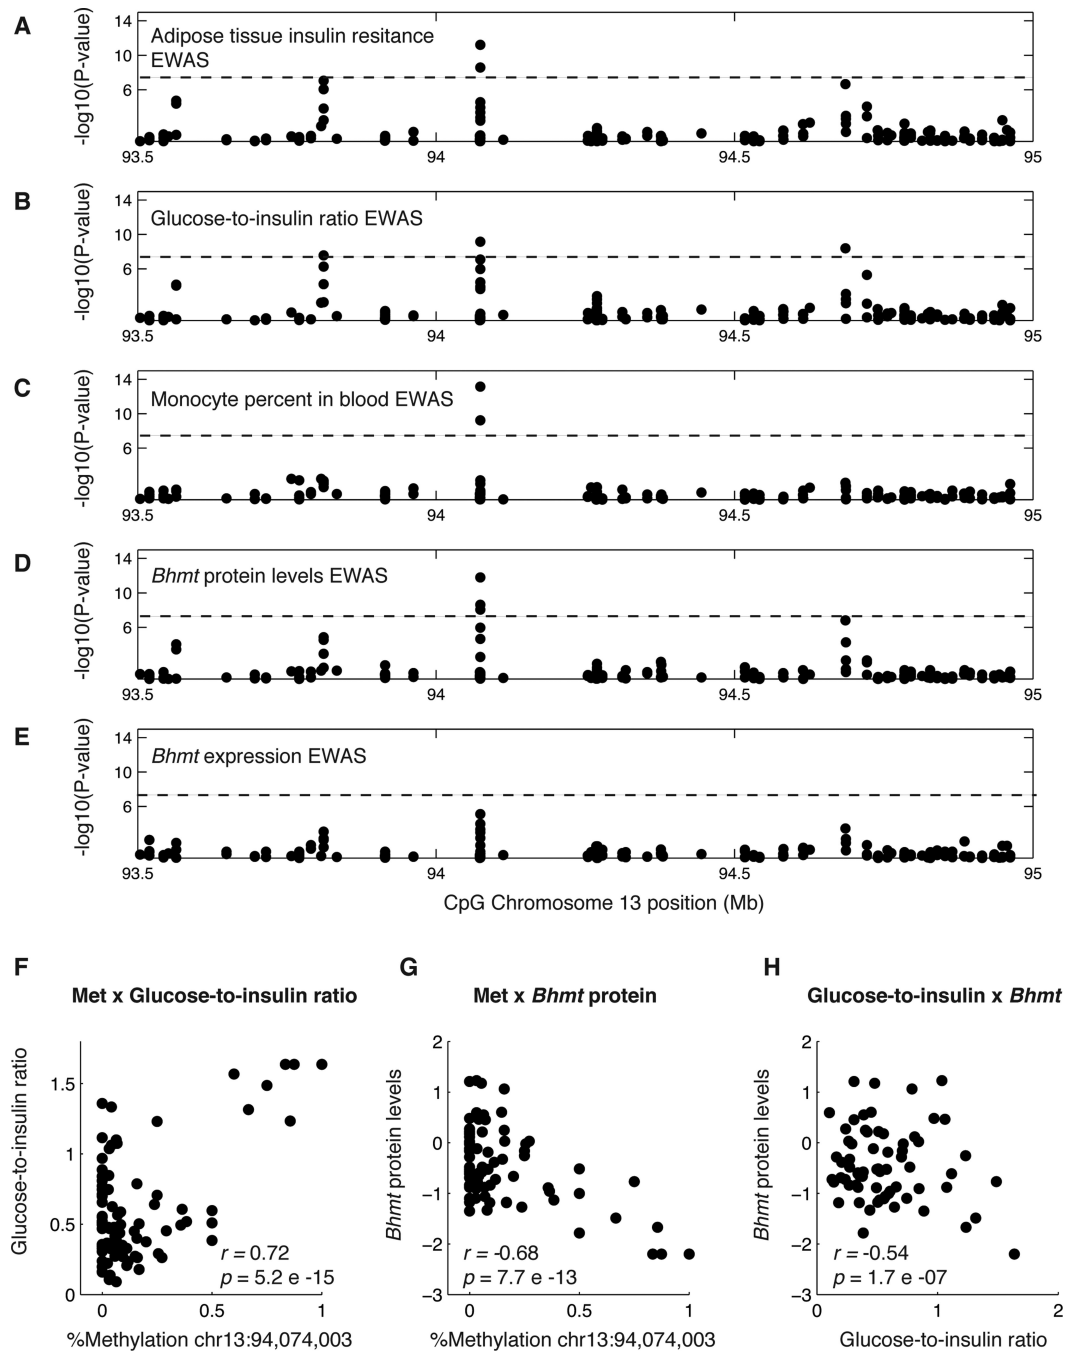 A
Adipose tissue insulin resitance
EWAS
-log10(P-value)
14
10
6
93.5 94 94.5 95
B
Glucose-to-insulin ratio EWAS
-log10(P-value)
14
10
6
93.5 94 94.5 95
C
Monocyte percent in blood EWAS
-log10(P-value)
14
10
6
93.5 94 94.5 95
D
Bhmt protein levels EWAS
-log10(P-value)
14
10
6
93.5 94 94.5 95
E
Bhmt expression EWAS
-log10(P-value)
14
10
6
93.5 94 94.5 95
CpG Chromosome 13 position (Mb)
F
Met x Glucose-to-insulin ratio
Glucose-to-insulin ratio
1.5
1
0.5
0
r = 0.72
p = 5.2 e -15
0 0.5 1
%Methylation chr13:94,074,003
G
Met x Bhmt protein
Bhmt protein levels
2
1
0
−1
−2
−3
r = -0.68
p = 7.7 e -13
0 0.5 1
%Methylation chr13:94,074,003
H
Glucose-to-insulin x Bhmt
Bhmt protein levels
2
1
0
−1
−2
−3
r = -0.54
p = 1.7 e -07
0 1 2
Glucose-to-insulin ratio